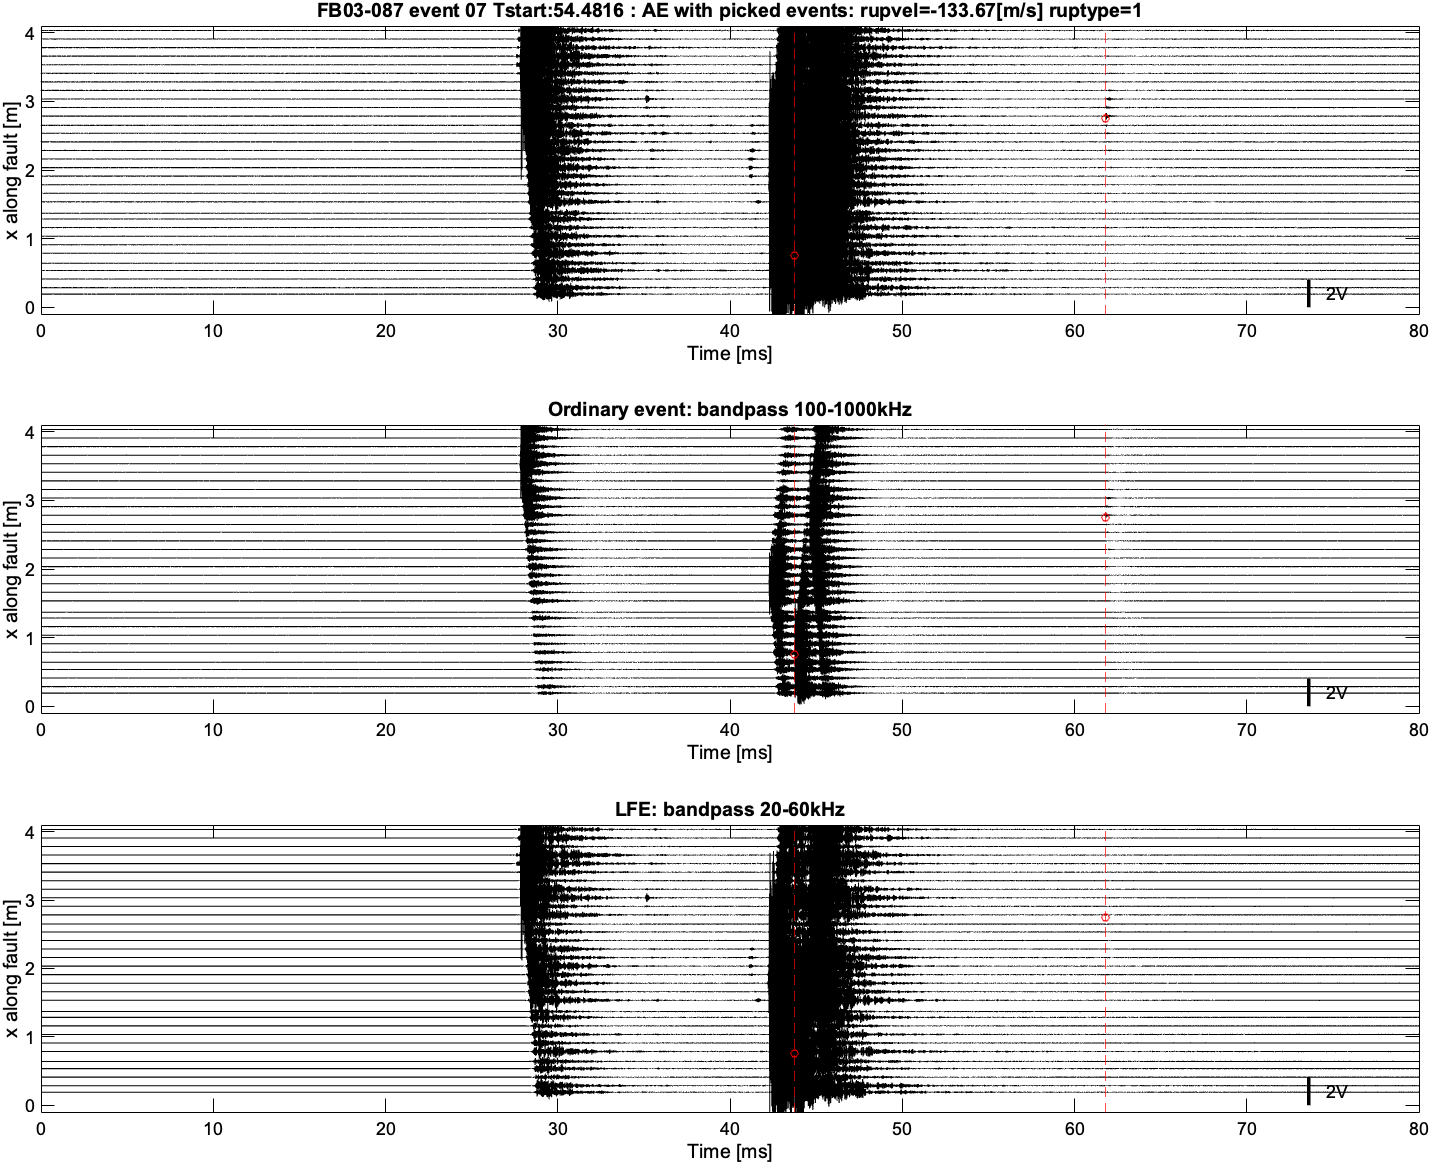 FB03-087 event 07 Tstart:54.4816 : AE with picked events: rupvel=-133.67[m/s] ruptype=1
4
3
2
1
0
x along fault [m]
2V
0 10 20 30 40 50 60 70 80
Time [ms]
Ordinary event: bandpass 100-1000kHz
4
3
2
1
0
x along fault [m]
2V
0 10 20 30 40 50 60 70 80
Time [ms]
LFE: bandpass 20-60kHz
4
3
2
1
0
x along fault [m]
2V
0 10 20 30 40 50 60 70 80
Time [ms]